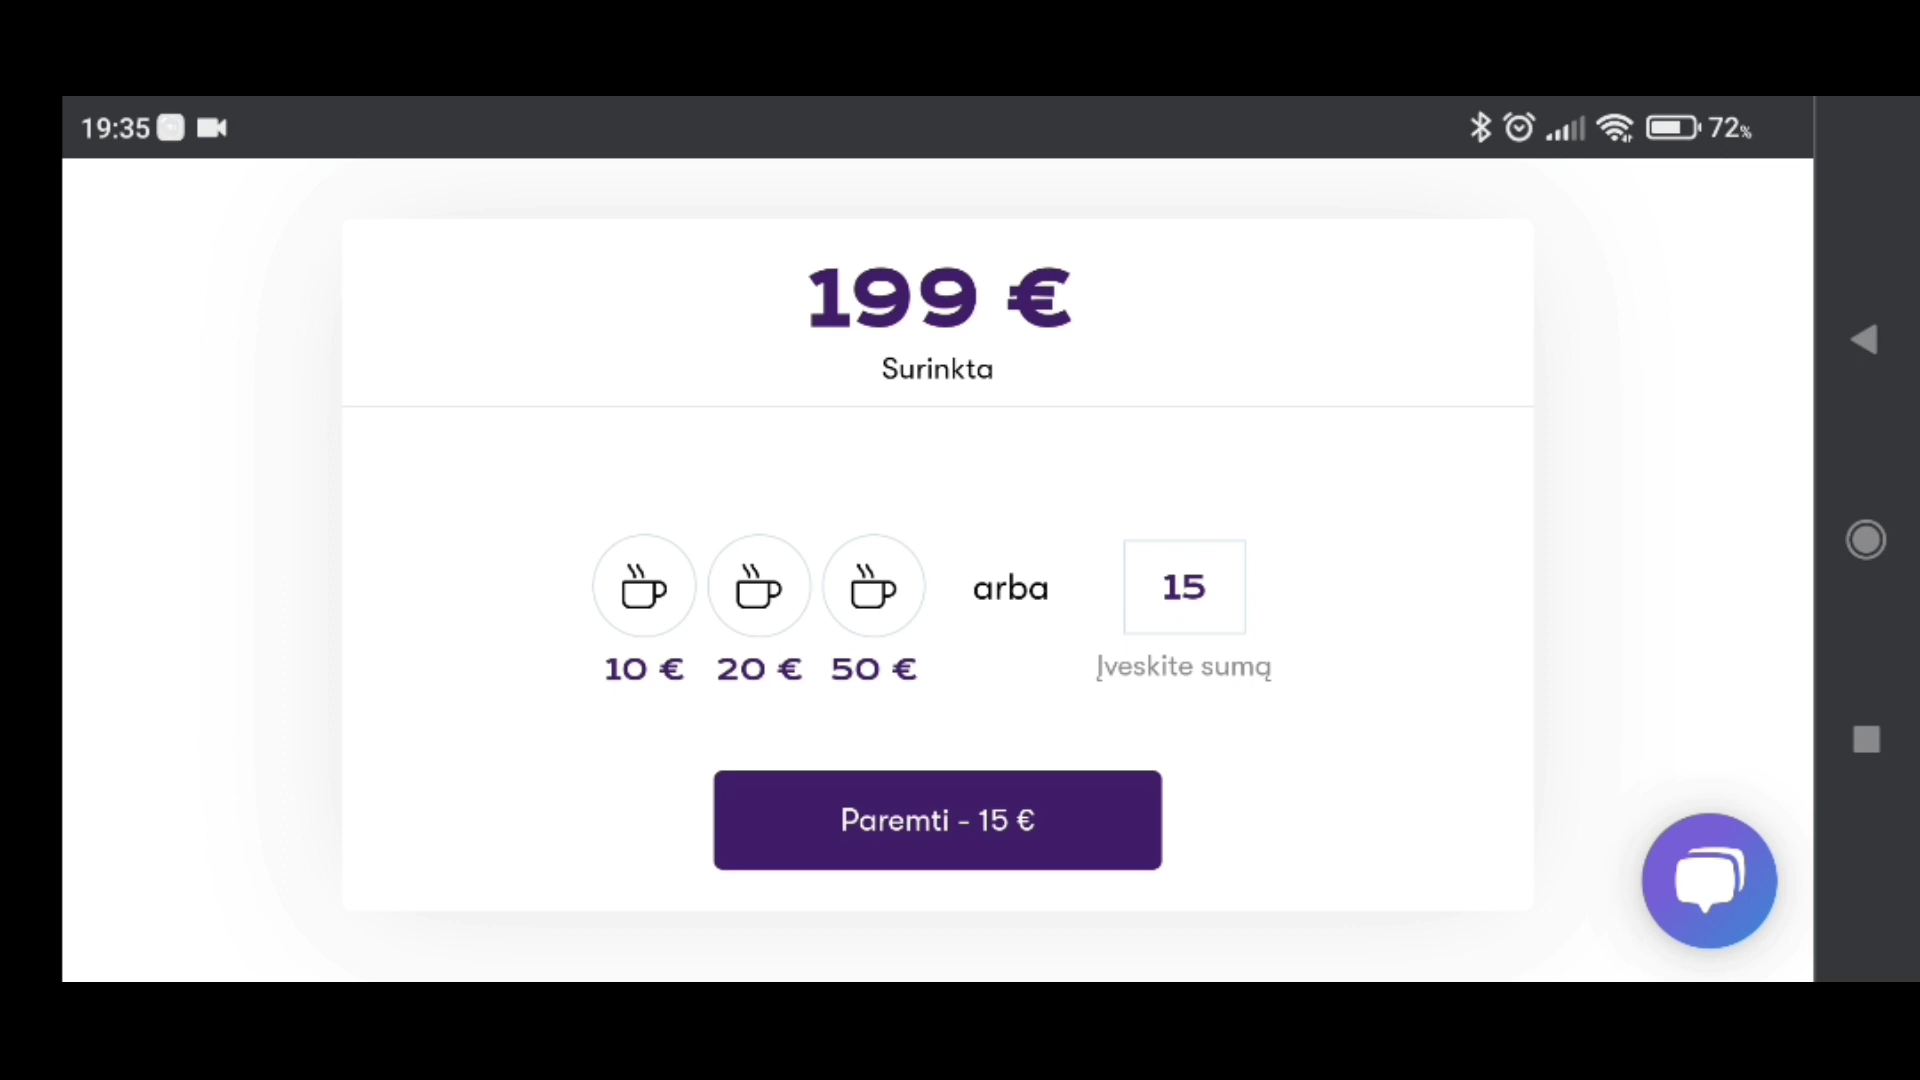 19:35 72%
199 €
Surinkta
arba 15
10 € 20 € 50 € Įveskite sumą
Paremti - 15 €